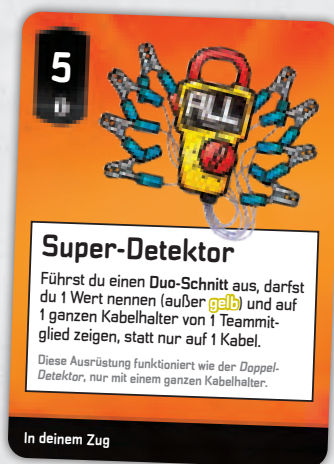 5
ALL
Super-Detektor
Führst du einen Duo-Schnitt aus, darfst
du 1 Wert nennen (außer gelb) und auf
1 ganzen Kabelhalter von 1 Teammit-
glied zeigen, statt nur auf 1 Kabel.
Diese Ausrüstung funktioniert wie der Doppel-
Detektor, nur mit einem ganzen Kabelhalter.
In deinem Zug